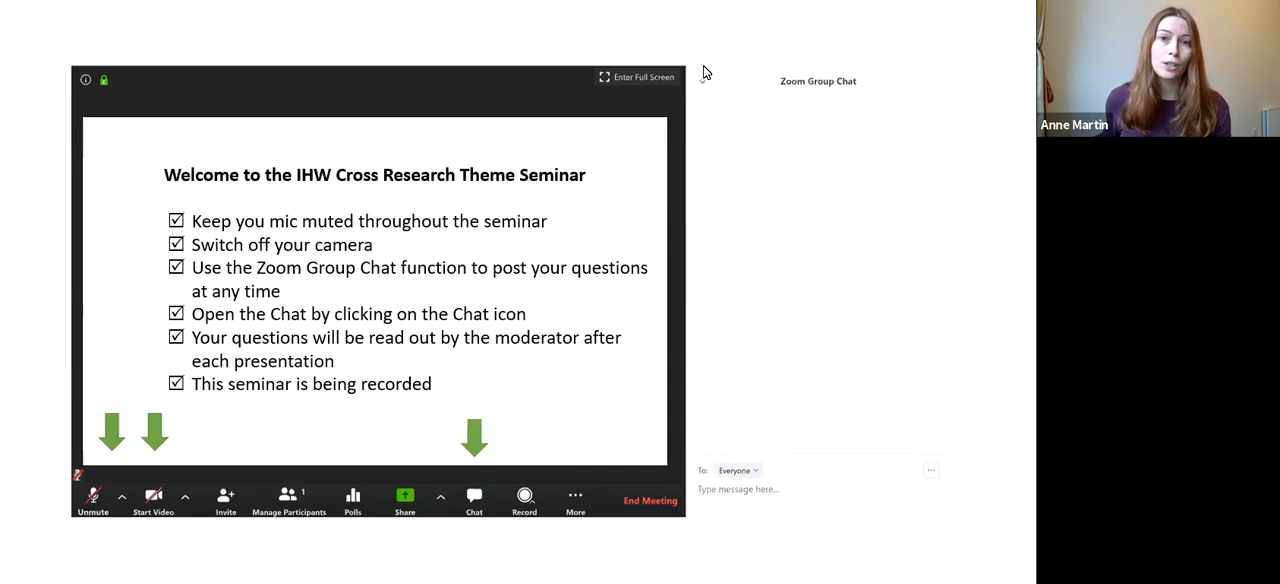 Enter Full Screen
Zoom Group Chat
Anne Martin
Welcome to the IHW Cross Research Theme Seminar
Keep you mic muted throughout the seminar
Switch off your camera
Use the Zoom Group Chat function to post your questions
at any time
Open the Chat by clicking on the Chat icon
Your questions will be read out by the moderator after
each presentation
This seminar is being recorded
To: Everyone
Type message here...
1
Unmute Start Video Invite Manage Participants Polls Share Chat Record More End Meeting